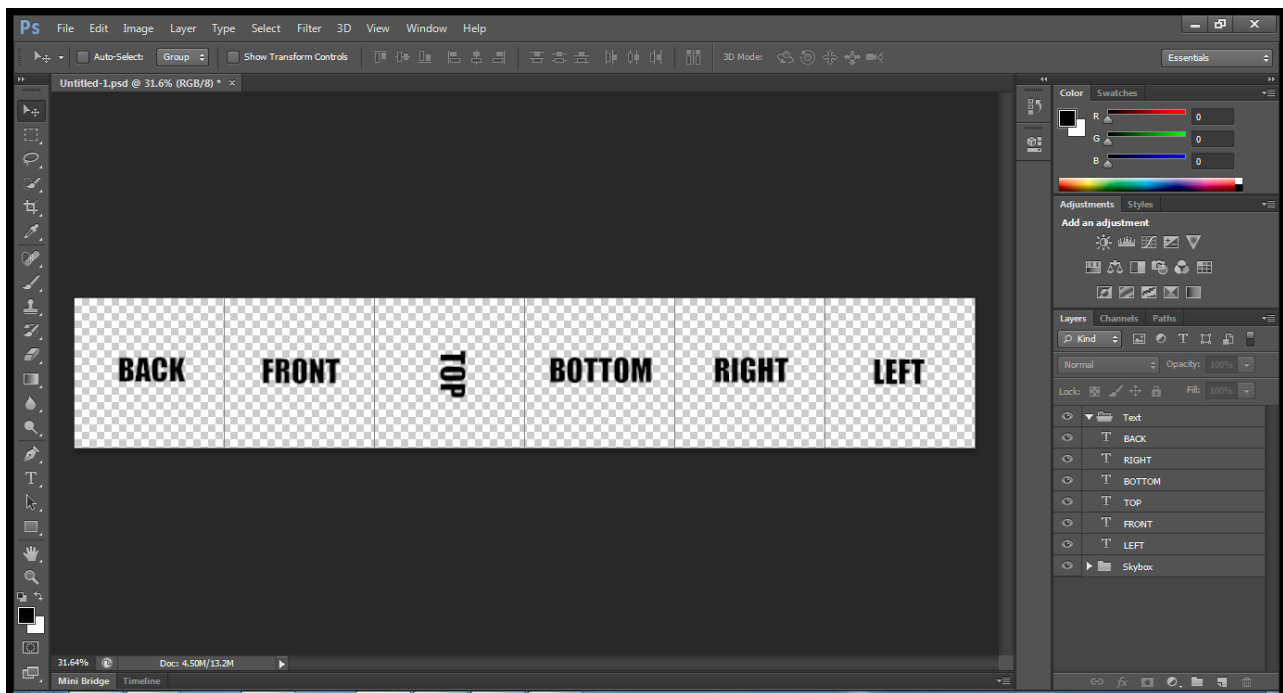 Ps File Edit Image Layer Type Select Filter 3D View Window Help
Auto-Select: Group Show Transform Controls 3D Mode: Essentials
Untitled-1.psd @ 31.6% (RGB/8) * ×
Color Swatches
R 0
G 0
B 0
Adjustments Styles
Add an adjustment
Layers Channels Paths
Kind
Normal Opacity: 100%
Lock: Fill: 100%
Text
T BACK
T RIGHT
T BOTTOM
T TOP
T FRONT
T LEFT
Skybox
BACK FRONT TOP BOTTOM RIGHT LEFT
31.64% Doc: 4.50M/13.2M
Mini Bridge Timeline
fx